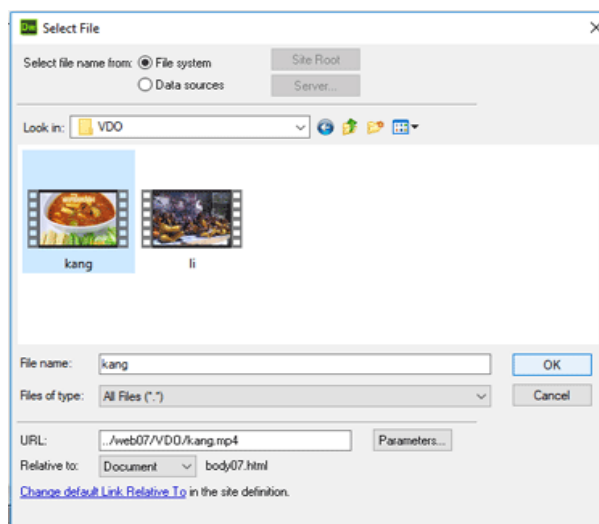 Dw Select File
Select file name from: File system Site Root
Data sources Server...
Look in: VDO
kang li
File name: kang OK
Files of type: All Files (*.*) Cancel
URL: ../web07/VDO/kang.mp4 Parameters...
Relative to: Document body07.html
Change default Link Relative To in the site definition.